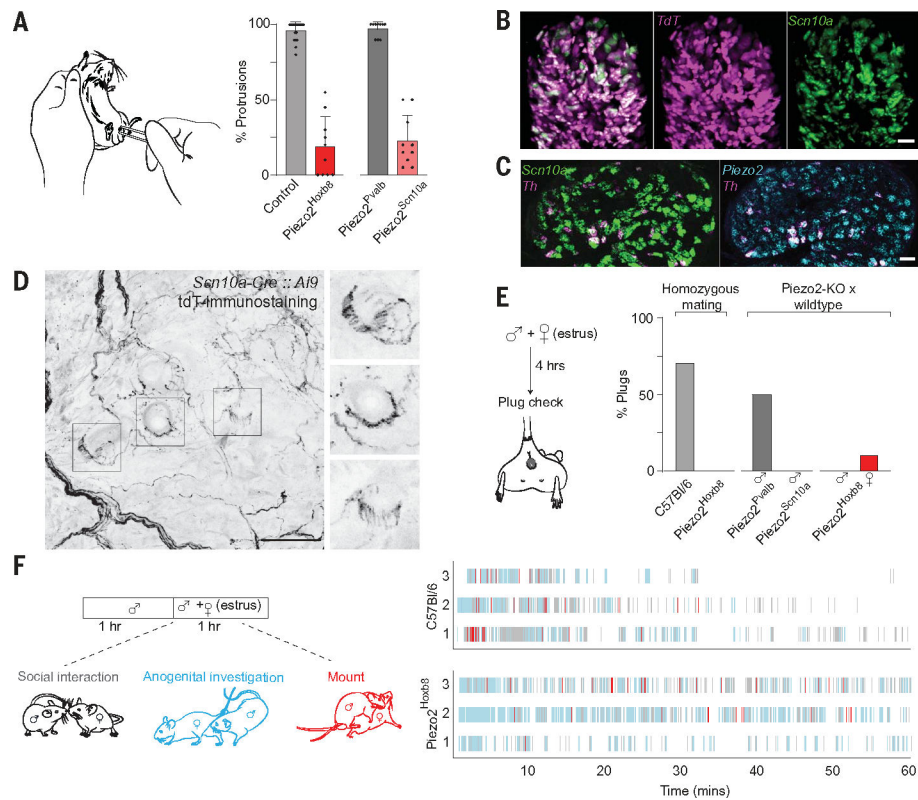 A
% Protrusions
100
50
0
Control
Piezo2Hoxb8
Piezo2Pvalb
Piezo2Scn10a
B
TdT
Scn10a
C
Scn10a
Th
Piezo2
Th
D
Scn10a-Cre :: Ai9
tdT-immunostaining
E
♂ + ♀ (estrus)
4 hrs
Plug check
Homozygous
mating
Piezo2-KO x
wildtype
% Plugs
100
50
0
♂
♂
♂
♀
C57Bl/6
Piezo2Hoxb8
Piezo2Pvalb
Piezo2Scn10a
Piezo2Hoxb8
F
♂
♂ +♀ (estrus)
1 hr
1 hr
Social interaction
Anogenital investigation
Mount
♂
♀
♂
♀
♂
♀
C57Bl/6
3
2
1
Piezo2Hoxb8
3
2
1
10
20
30
40
50
60
Time (mins)